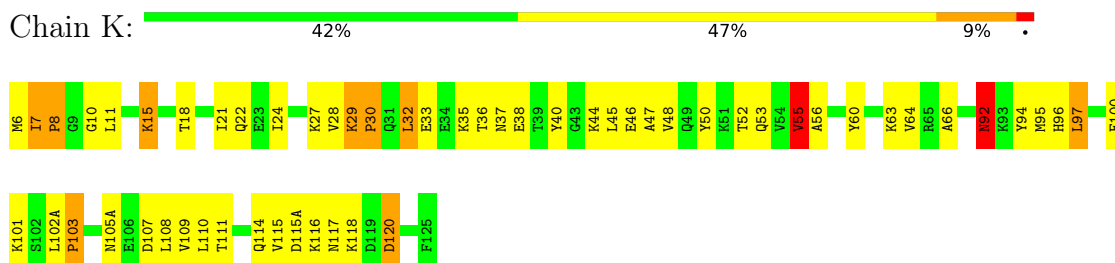 Chain K:
42% 47% 9% •
M6 I7 P8 G9 G10 L11 K15 T18 I21 Q22 E23 I24 K27 V28 K29 P30 Q31 L32 E33 E34 K35 T36 N37 E38 T39 Y40 G43 K44 L45 E46 A47 V48 Q49 Y50 K51 T52 Q53 V54 V55 A56 Y60 K63 V64 R65 A66 N92 K93 Y94 M95 H96 L97 E100
K101 S102 L102A P103 N105A E106 D107 L108 V109 L110 T111 Q114 V115 D115A K116 N117 K118 D119 D120 F125